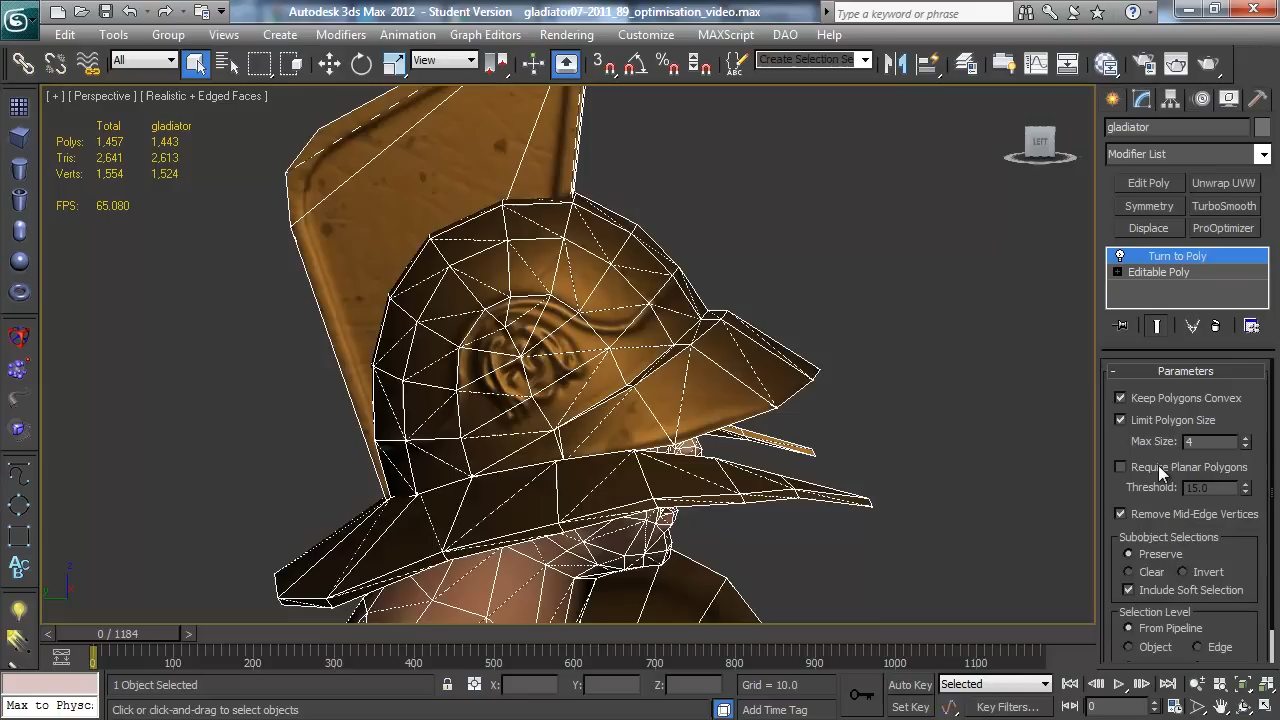 Autodesk 3ds Max 2012 - Student Version gladiator07-2011_89_optimisation_video.max
Type a keyword or phrase
Edit Tools Group Views Create Modifiers Animation Graph Editors Rendering Customize MAXScript DAO Help
All
View
Create Selection Se
[ + ] [ Perspective ] [ Realistic + Edged Faces ]
Total gladiator
Polys: 1,457 1,443
Tris: 2,641 2,613
Verts: 1,554 1,524
FPS: 65.080
LEFT
gladiator
Modifier List
Edit Poly Unwrap UVW
Symmetry TurboSmooth
Displace ProOptimizer
Turn to Poly
Editable Poly
- Parameters
Keep Polygons Convex
Limit Polygon Size
Max Size: 4
Require Planar Polygons
Threshold: 15.0
Remove Mid-Edge Vertices
Subobject Selections
Preserve
Clear Invert
Include Soft Selection
Selection Level
From Pipeline
Object Edge
z
y x
< 0 / 1184 >
0 100 200 300 400 500 600 700 800 900 1000 1100
1 Object Selected X: Y: Z: Grid = 10.0 Auto Key Selected
Max to Physc: Click or click-and-drag to select objects Add Time Tag Set Key Key Filters... 0